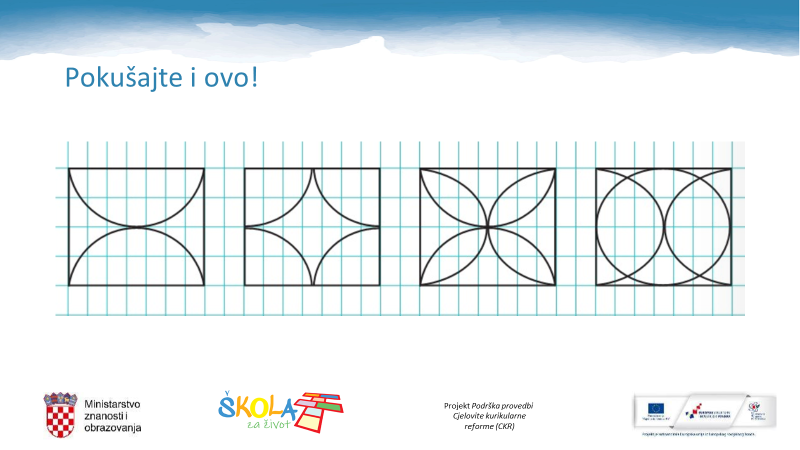 Pokušajte i ovo!
Ministarstvo
znanosti i
obrazovanja
ŠKOLA
za život
Projekt Podrška provedbi
Cjelovite kurikularne
reforme (CKR)